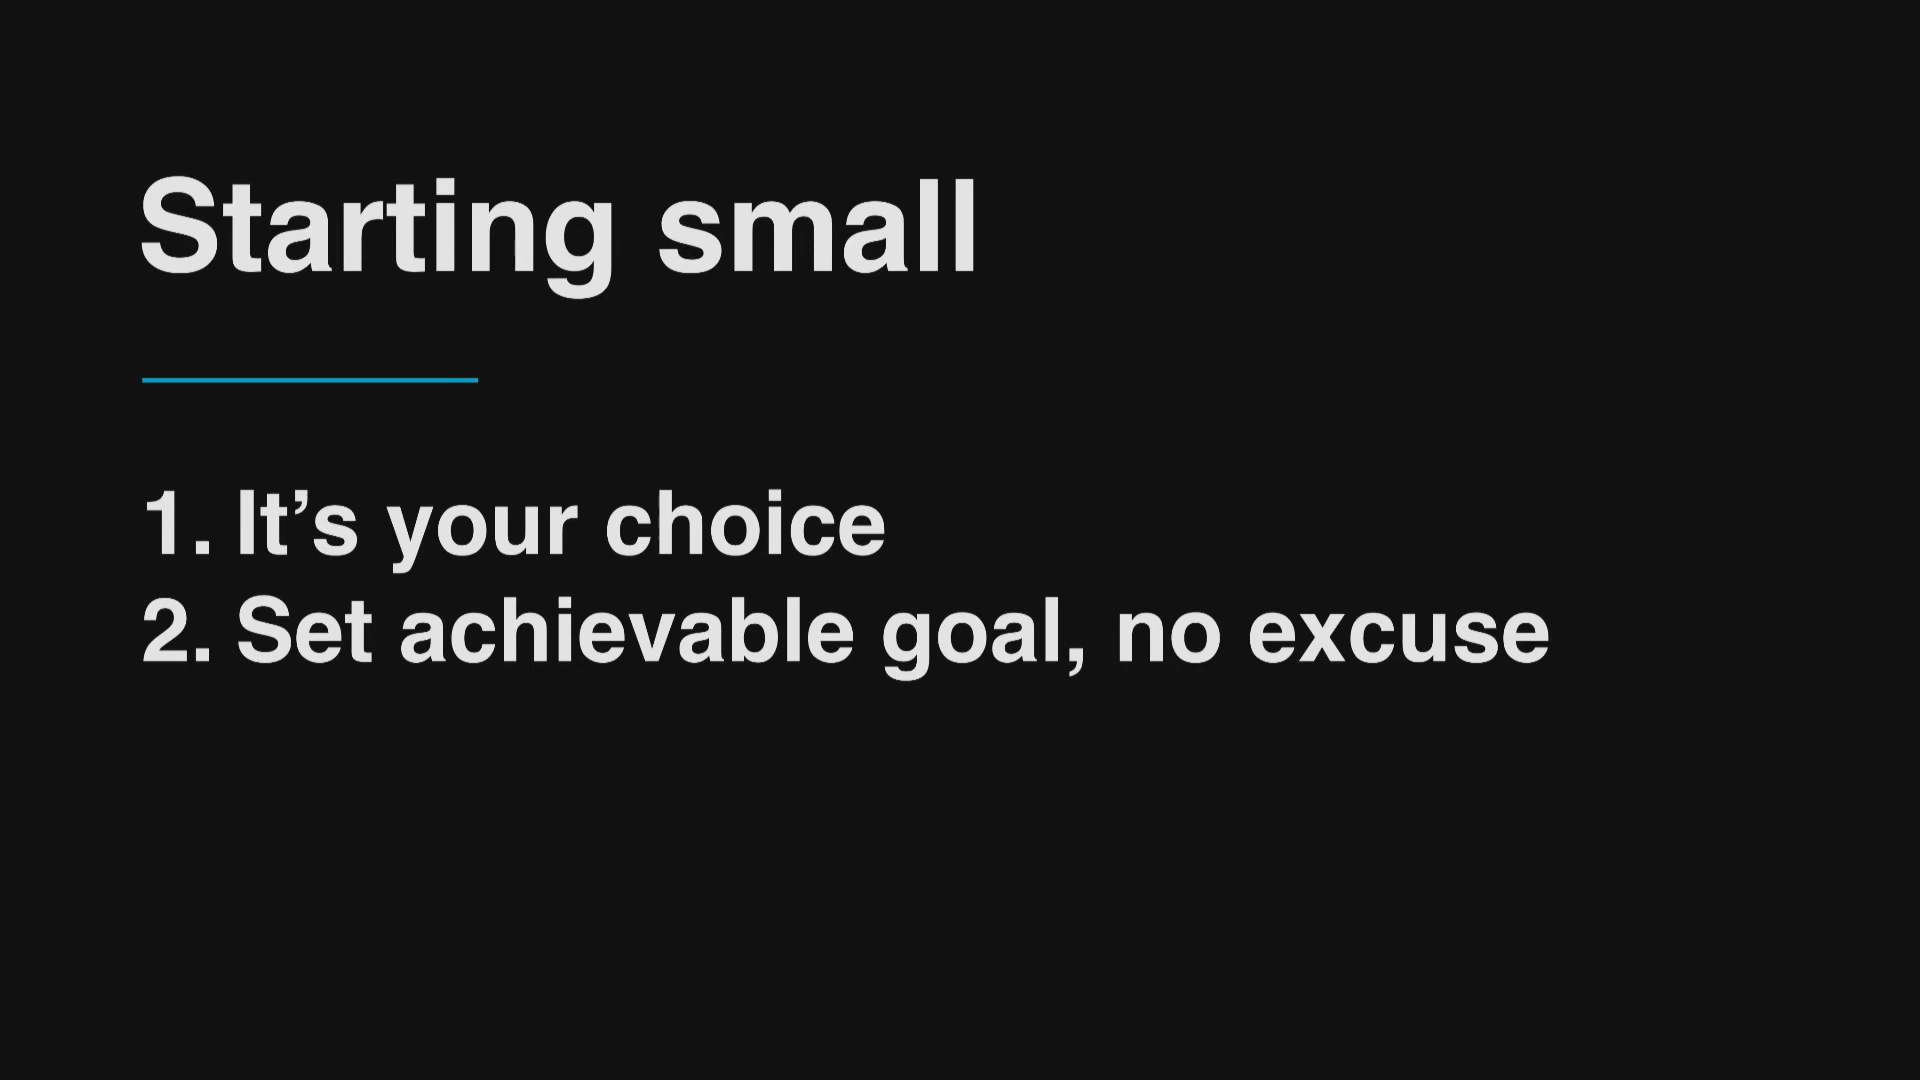 Starting small
1. It’s your choice
2. Set achievable goal, no excuse